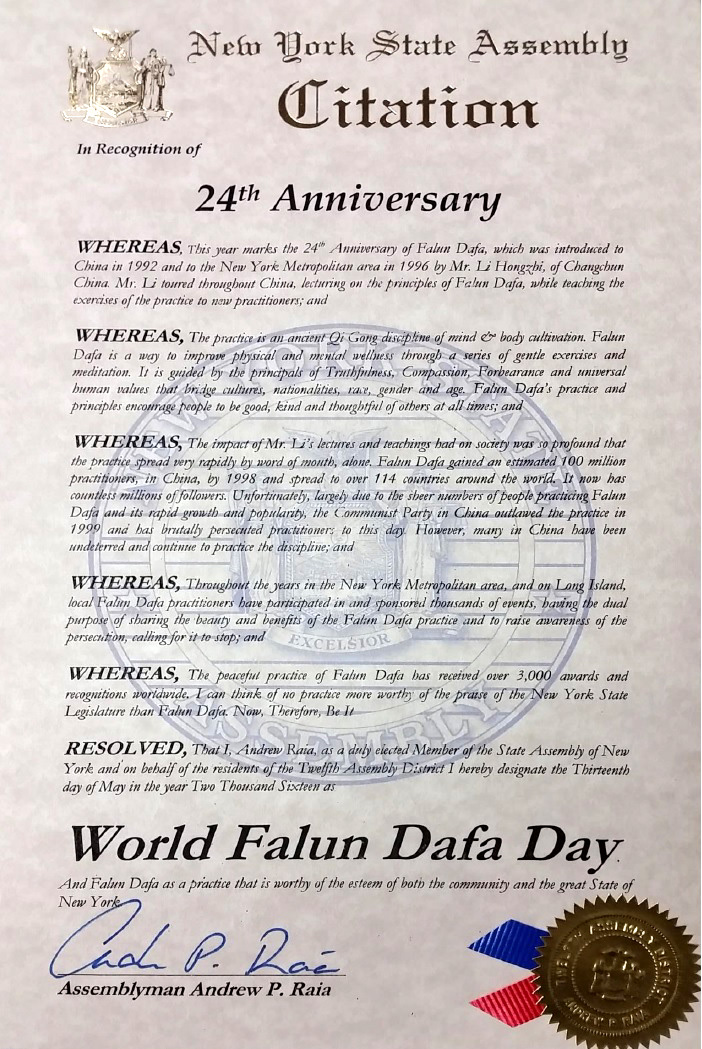 New York State Assembly
Citation
In Recognition of
24th Anniversary
WHEREAS, This year marks the 24th Anniversary of Falun Dafa, which was introduced to
China in 1992 and to the New York Metropolitan area in 1996 by Mr. Li Hongzhi, of Changchun
China. Mr. Li toured throughout China, lecturing on the principles of Falun Dafa, while teaching the
exercises of the practice to new practitioners; and
WHEREAS, The practice is an ancient Qi Gong discipline of mind & body cultivation. Falun
Dafa is a way to improve physical and mental wellness through a series of gentle exercises and
meditation. It is guided by the principals of Truthfulness, Compassion, Forbearance and universal
human values that bridge cultures, nationalities, race, gender and age. Falun Dafa's practice and
principles encourage people to be good, kind and thoughtful of others at all times; and
WHEREAS, The impact of Mr. Li's lectures and teachings had on society was so profound that
the practice spread very rapidly by word of mouth, alone. Falun Dafa gained an estimated 100 million
practitioners, in China, by 1998 and spread to over 114 countries around the world. It now has
countless millions of followers. Unfortunately, largely due to the sheer numbers of people practicing Falun
Dafa and its rapid growth and popularity, the Communist Party in China outlawed the practice in
1999 and has brutally persecuted practitioners to this day. However, many in China have been
undeterred and continue to practice the discipline; and
WHEREAS, Throughout the years in the New York Metropolitan area, and on Long Island,
local Falun Dafa practitioners have participated in and sponsored thousands of events, having the dual
purpose of sharing the beauty and benefits of the Falun Dafa practice and to raise awareness of the
persecution, calling for it to stop; and
EXCELSIOR
WHEREAS, The peaceful practice of Falun Dafa has received over 3,000 awards and
recognitions worldwide. I can think of no practice more worthy of the praise of the New York State
Legislature than Falun Dafa. Now, Therefore, Be It
RESOLVED, That I, Andrew Raia, as a duly elected Member of the State Assembly of New
York and on behalf of the residents of the Twelfth Assembly District I hereby designate the Thirteenth
day of May in the year Two Thousand Sixteen as
World Falun Dafa Day
And Falun Dafa as a practice that is worthy of the esteem of both the community and the great State of
New York.
Assemblyman Andrew P. Raia
NEW YORK STATE
ASSEMBLY